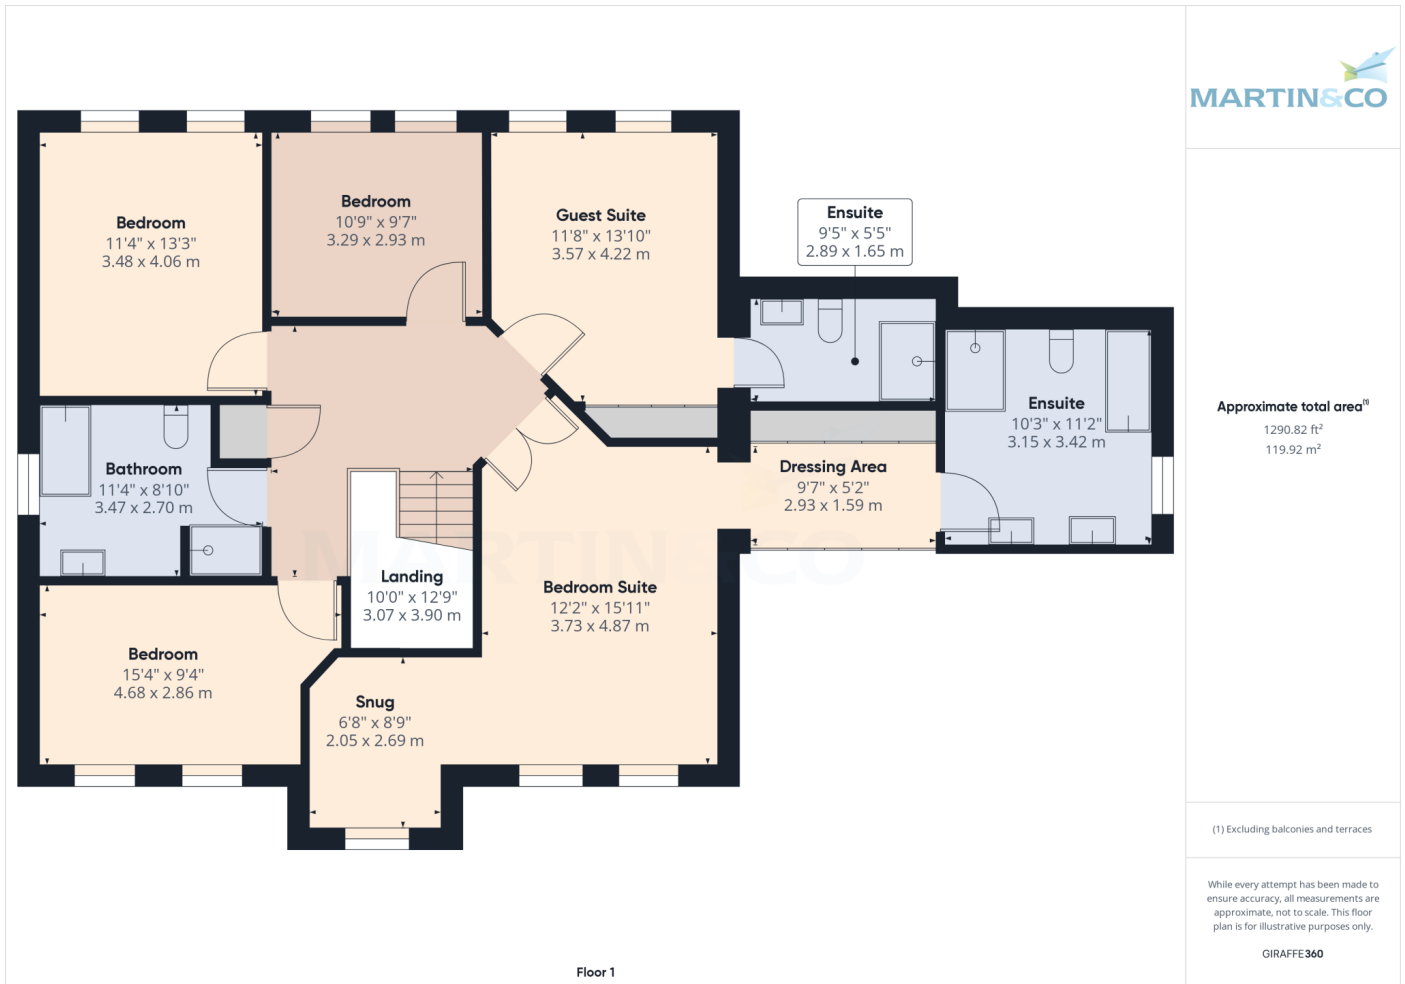 Bedroom
11'4" x 13'3"
3.48 x 4.06 m
Bedroom
10'9" x 9'7"
3.29 x 2.93 m
Guest Suite
11'8" x 13'10"
3.57 x 4.22 m
Ensuite
9'5" x 5'5"
2.89 x 1.65 m
Ensuite
10'3" x 11'2"
3.15 x 3.42 m
Bathroom
11'4" x 8'10"
3.47 x 2.70 m
Dressing Area
9'7" x 5'2"
2.93 x 1.59 m
MARTIN&CO
Landing
10'0" x 12'9"
3.07 x 3.90 m
Bedroom Suite
12'2" x 15'11"
3.73 x 4.87 m
Bedroom
15'4" x 9'4"
4.68 x 2.86 m
Snug
6'8" x 8'9"
2.05 x 2.69 m
Floor 1
MARTIN&CO
Approximate total area(1)
1290.82 ft²
119.92 m²
(1) Excluding balconies and terraces
While every attempt has been made to
ensure accuracy, all measurements are
approximate, not to scale. This floor
plan is for illustrative purposes only.
GIRAFFE360